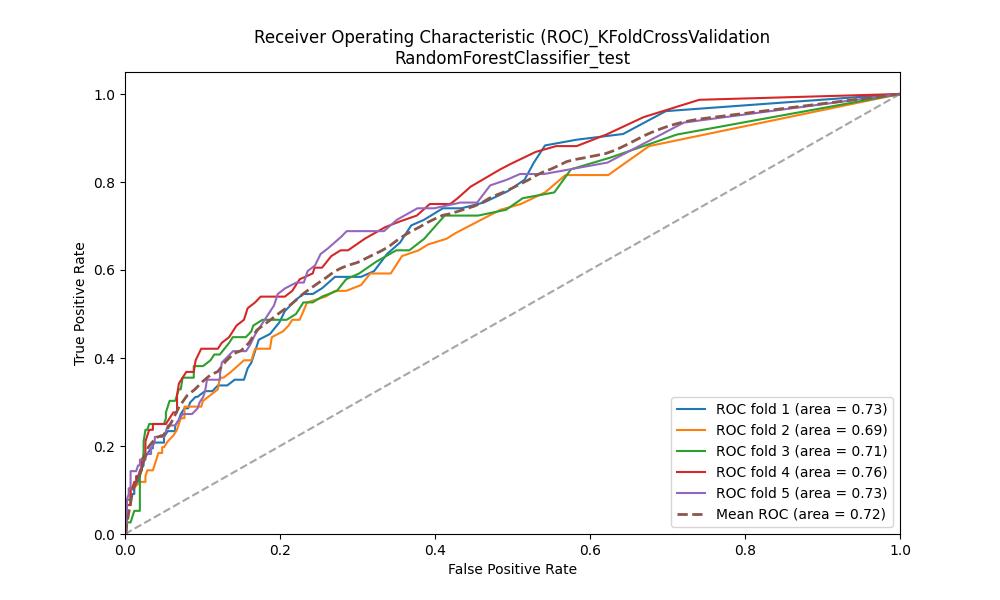 Receiver Operating Characteristic (ROC)_KFoldCrossValidation
RandomForestClassifier_test
True Positive Rate
1.0
0.8
0.6
0.4
0.2
0.0
0.0
0.2
0.4
0.6
0.8
1.0
False Positive Rate
ROC fold 1 (area = 0.73)
ROC fold 2 (area = 0.69)
ROC fold 3 (area = 0.71)
ROC fold 4 (area = 0.76)
ROC fold 5 (area = 0.73)
Mean ROC (area = 0.72)